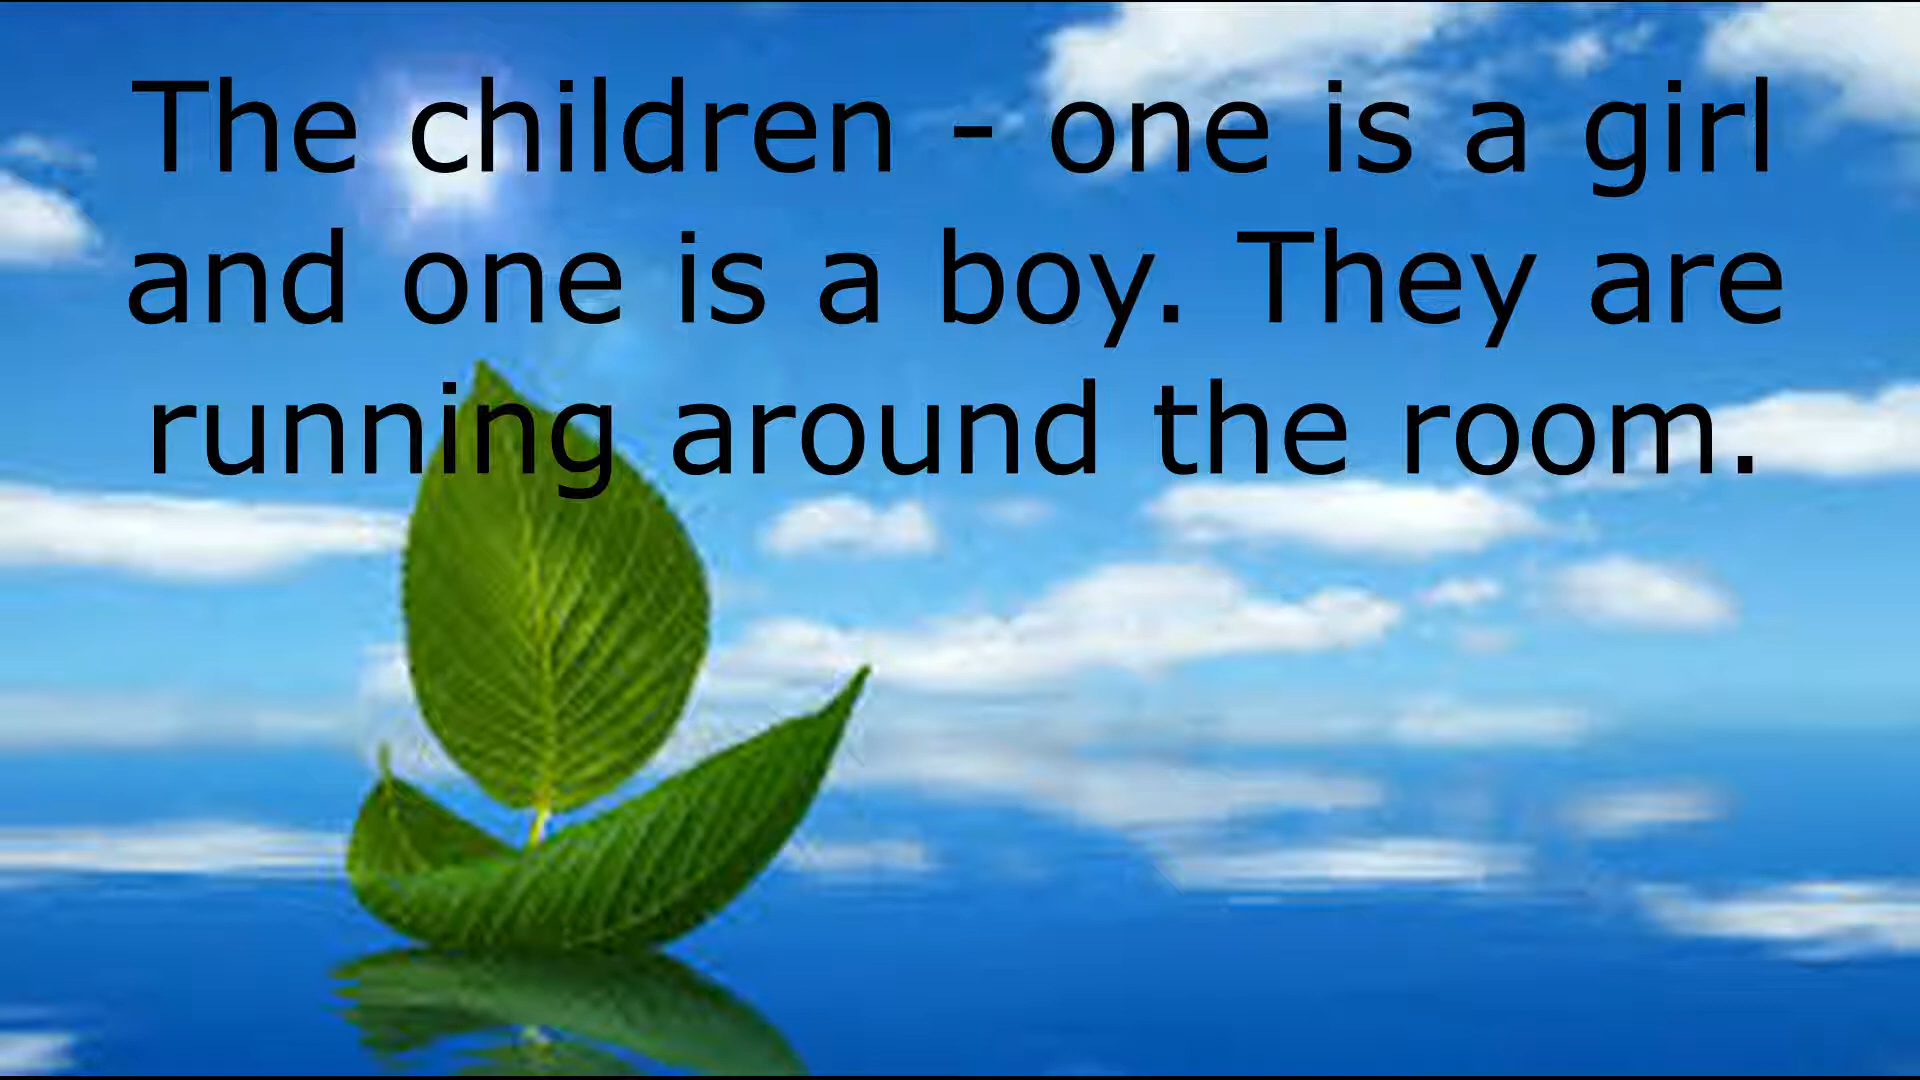 The children - one is a girl
and one is a boy. They are
running around the room.